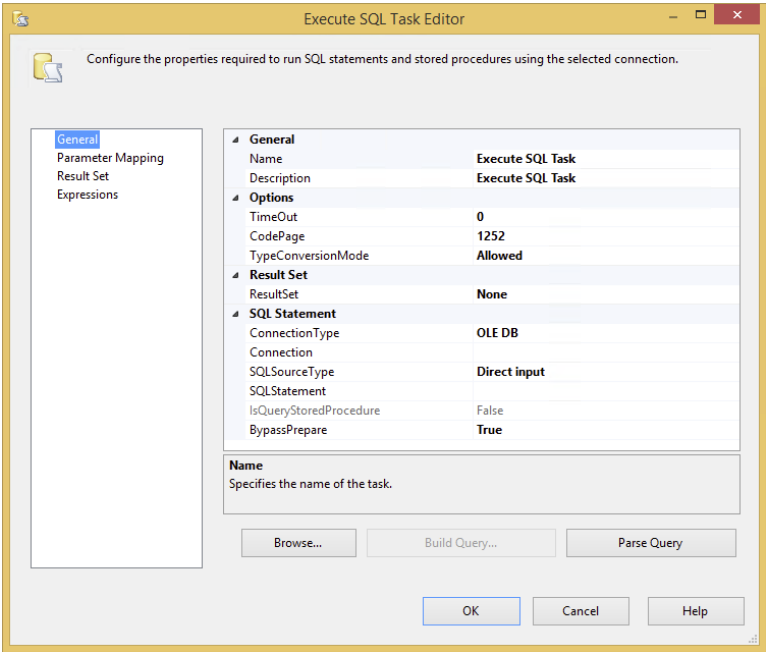 Execute SQL Task Editor
Configure the properties required to run SQL statements and stored procedures using the selected connection.
General
Parameter Mapping
Result Set
Expressions
General
Name Execute SQL Task
Description Execute SQL Task
Options
TimeOut 0
CodePage 1252
TypeConversionMode Allowed
Result Set
ResultSet None
SQL Statement
ConnectionType OLE DB
Connection
SQLSourceType Direct input
SQLStatement
IsQueryStoredProcedure False
BypassPrepare True
Name
Specifies the name of the task.
Browse... Build Query... Parse Query
OK Cancel Help